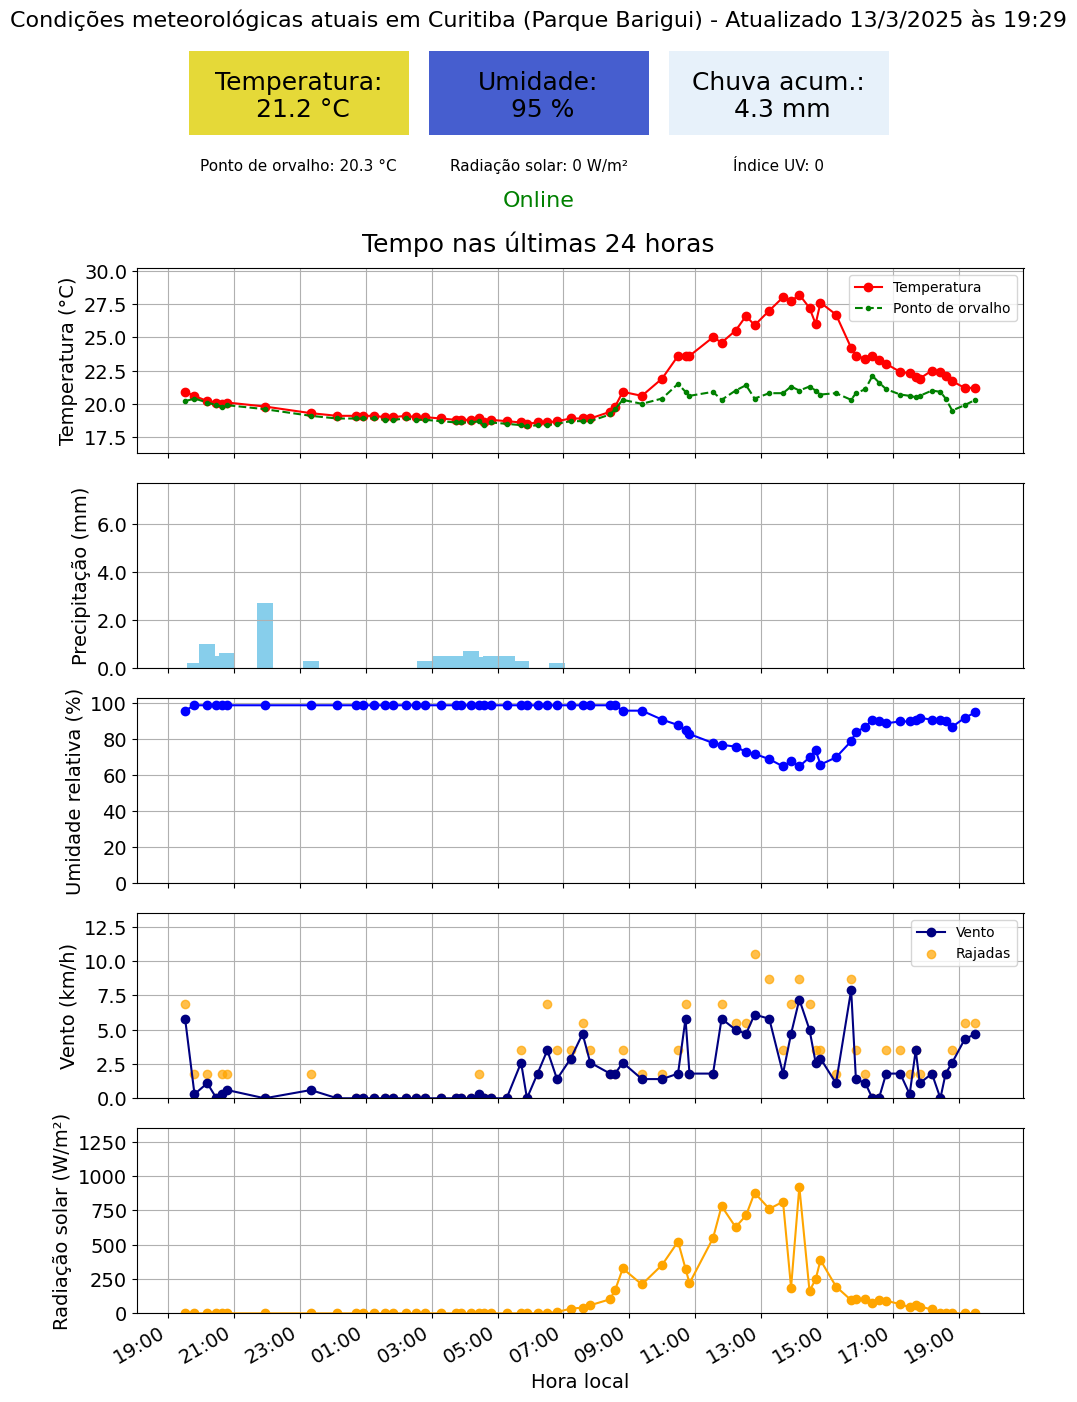 Condições meteorológicas atuais em Curitiba (Parque Barigui) - Atualizado 13/3/2025 às 19:29
Temperatura:
21.2 °C
Umidade:
95 %
Chuva acum.:
4.3 mm
Ponto de orvalho: 20.3 °C
Radiação solar: 0 W/m²
Índice UV: 0
Online
Tempo nas últimas 24 horas
Temperatura (°C)
30.0
27.5
25.0
22.5
20.0
17.5
Temperatura
Ponto de orvalho
Precipitação (mm)
6.0
4.0
2.0
0.0
Umidade relativa (%)
100
80
60
40
20
0
Vento (km/h)
12.5
10.0
7.5
5.0
2.5
0.0
Vento
Rajadas
Radiação solar (W/m²)
1250
1000
750
500
250
0
19:00
21:00
23:00
01:00
03:00
05:00
07:00
09:00
11:00
13:00
15:00
17:00
19:00
Hora local